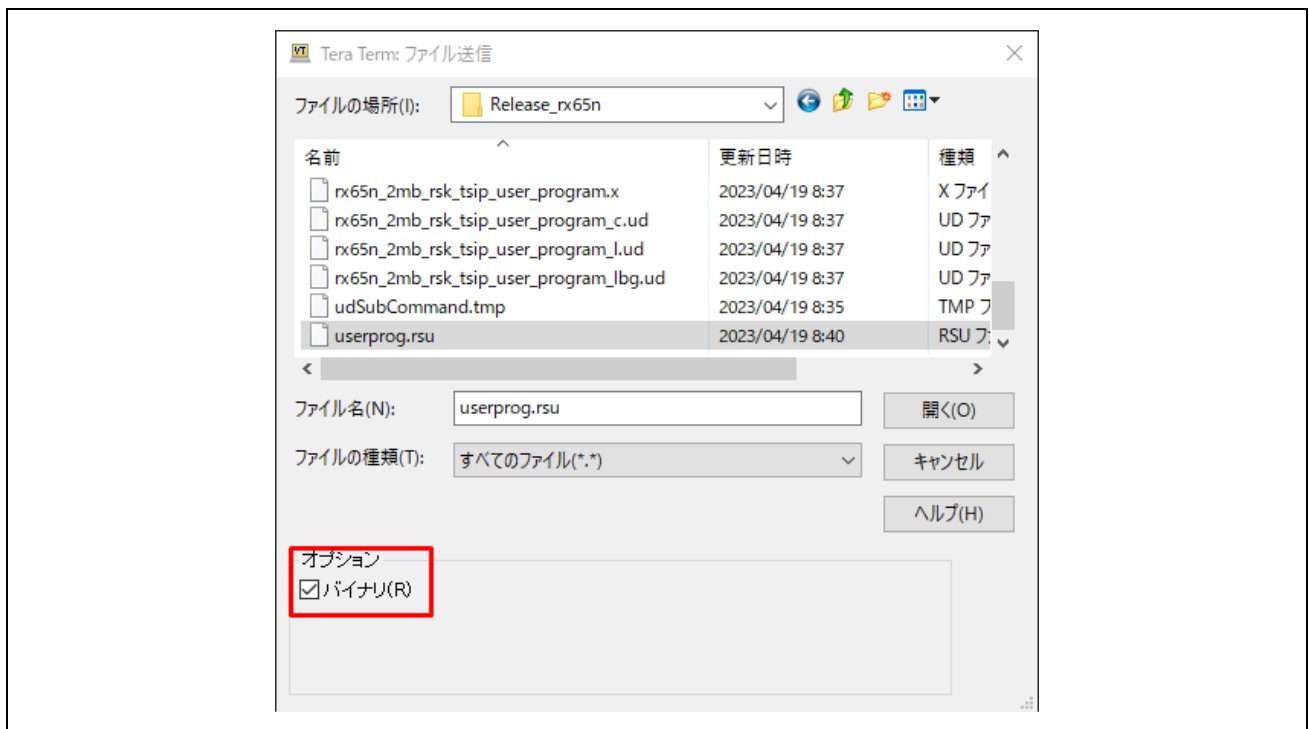 Tera Term: ファイル送信
ファイルの場所(I): Release_rx65n
名前 更新日時 種類
rx65n_2mb_rsk_tsip_user_program.x 2023/04/19 8:37 X ファイ
rx65n_2mb_rsk_tsip_user_program_c.ud 2023/04/19 8:37 UD ファ
rx65n_2mb_rsk_tsip_user_program_l.ud 2023/04/19 8:37 UD ファ
rx65n_2mb_rsk_tsip_user_program_lbg.ud 2023/04/19 8:37 UD ファ
udSubCommand.tmp 2023/04/19 8:35 TMP フ
userprog.rsu 2023/04/19 8:40 RSU フ
ファイル名(N): userprog.rsu 開く(O)
ファイルの種類(T): すべてのファイル(*.*) キャンセル
ヘルプ(H)
オプション
バイナリ(R)